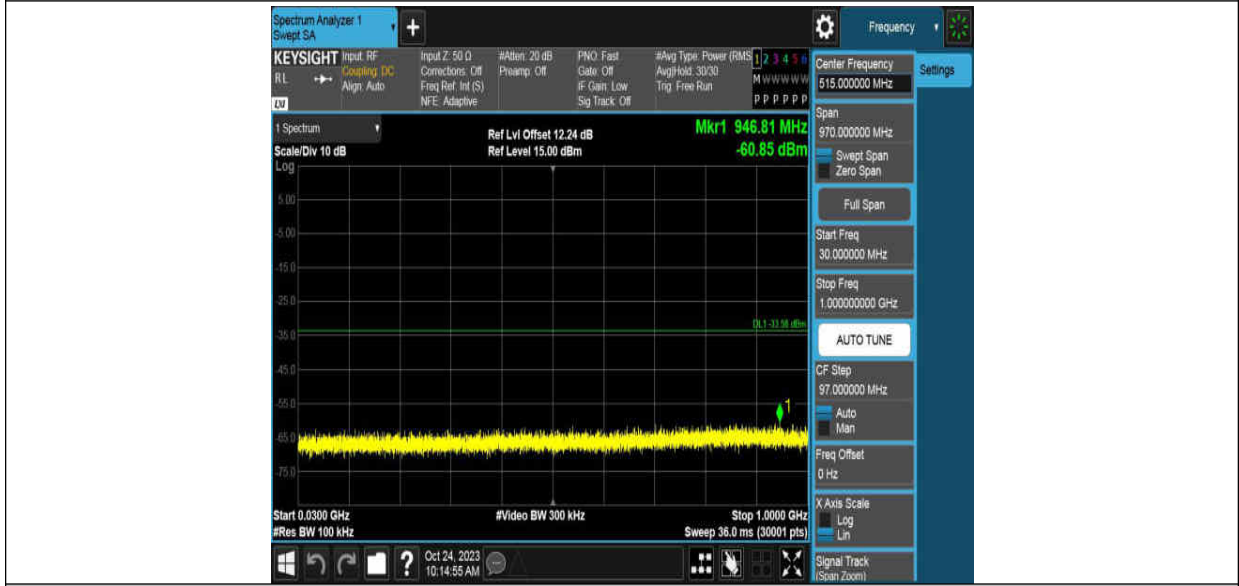 Spectrum Analyzer 1
Swept SA
+
Frequency
KEYSIGHT
RL
LXI
Input: RF
Coupling: DC
Align: Auto
Input Z: 50 Ω
Corrections: Off
Freq Ref: Int (S)
NFE: Adaptive
#Atten: 20 dB
Preamp: Off
PNO: Fast
Gate: Off
IF Gain: Low
Sig Track: Off
#Avg Type: Power (RMS
Avg|Hold: 30/30
Trig: Free Run
1 2 3 4 5 6
M W W W W W
P P P P P P
Center Frequency
515.000000 MHz
Settings
1 Spectrum
Scale/Div 10 dB
Log
Ref Lvl Offset 12.24 dB
Ref Level 15.00 dBm
Mkr1 946.81 MHz
-60.85 dBm
5.00
-5.00
-15.0
-25.0
-35.0
-45.0
-55.0
-65.0
-75.0
DL1 -33.58 dBm
1
Start 0.0300 GHz
#Res BW 100 kHz
#Video BW 300 kHz
Stop 1.0000 GHz
Sweep 36.0 ms (30001 pts)
Span
970.000000 MHz
Swept Span
Zero Span
Full Span
Start Freq
30.000000 MHz
Stop Freq
1.000000000 GHz
AUTO TUNE
CF Step
97.000000 MHz
Auto
Man
Freq Offset
0 Hz
X Axis Scale
Log
Lin
Signal Track
(Span Zoom)
?
Oct 24, 2023
10:14:55 AM